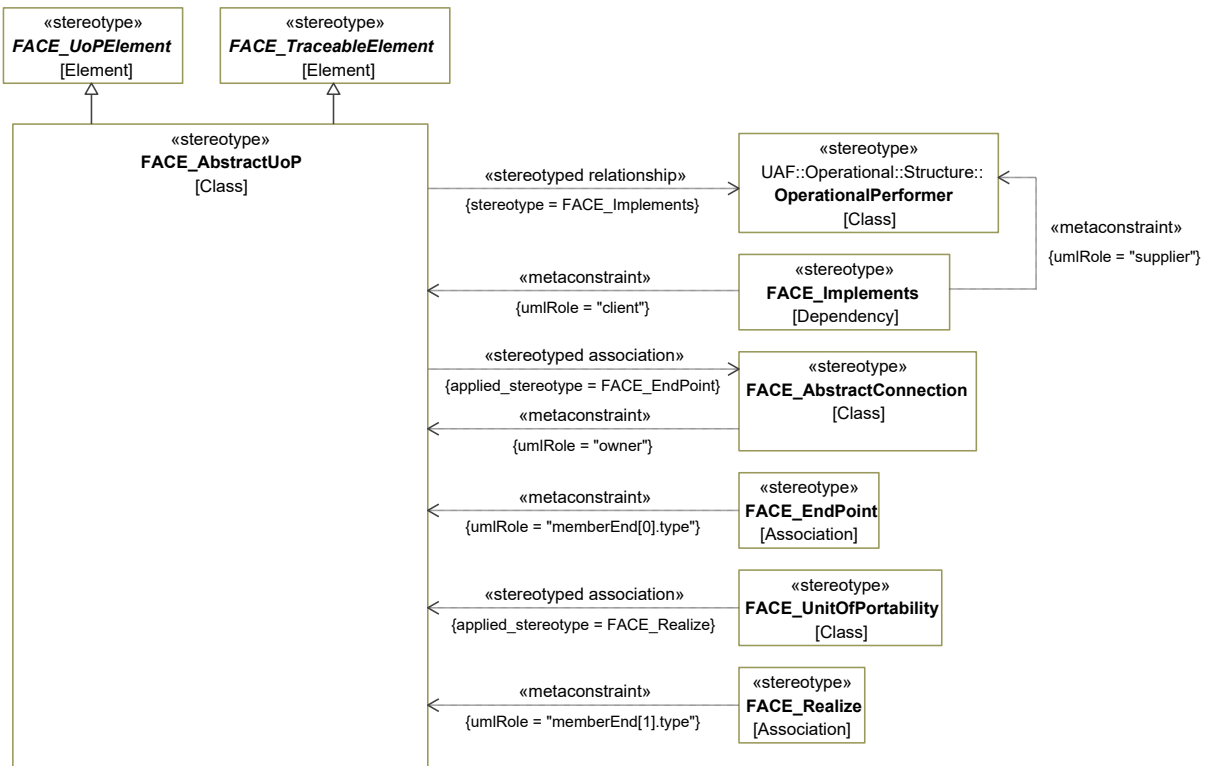 «stereotype»
FACE_UoPElement
[Element]
«stereotype»
FACE_TraceableElement
[Element]
«stereotype»
FACE_AbstractUoP
[Class]
«stereotyped relationship»
{stereotype = FACE_Implements}
«stereotype»
UAF::Operational::Structure::
OperationalPerformer
[Class]
«metaconstraint»
{umlRole = "supplier"}
«metaconstraint»
{umlRole = "client"}
«stereotype»
FACE_Implements
[Dependency]
«stereotyped association»
{applied_stereotype = FACE_EndPoint}
«metaconstraint»
{umlRole = "owner"}
«stereotype»
FACE_AbstractConnection
[Class]
«metaconstraint»
{umlRole = "memberEnd[0].type"}
«stereotype»
FACE_EndPoint
[Association]
«stereotyped association»
{applied_stereotype = FACE_Realize}
«stereotype»
FACE_UnitOfPortability
[Class]
«metaconstraint»
{umlRole = "memberEnd[1].type"}
«stereotype»
FACE_Realize
[Association]